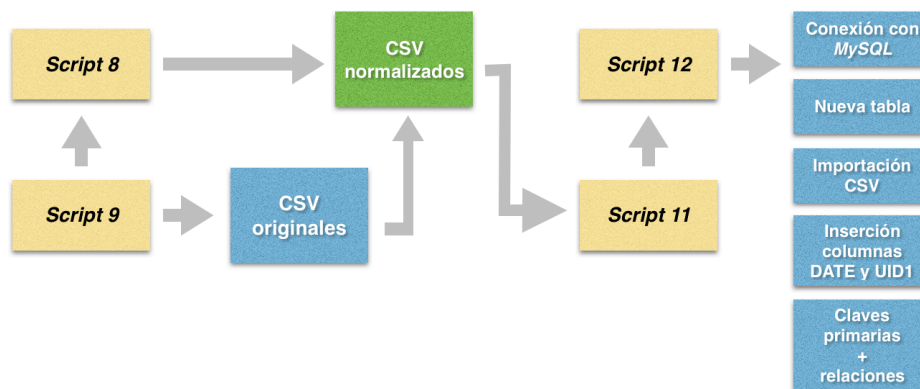 Script 8
CSV
normalizados
Script 12
Conexión con
MySQL
Nueva tabla
Script 9
CSV
originales
Script 11
Importación
CSV
Inserción
columnas
DATE y UID1
Claves
primarias
+
relaciones